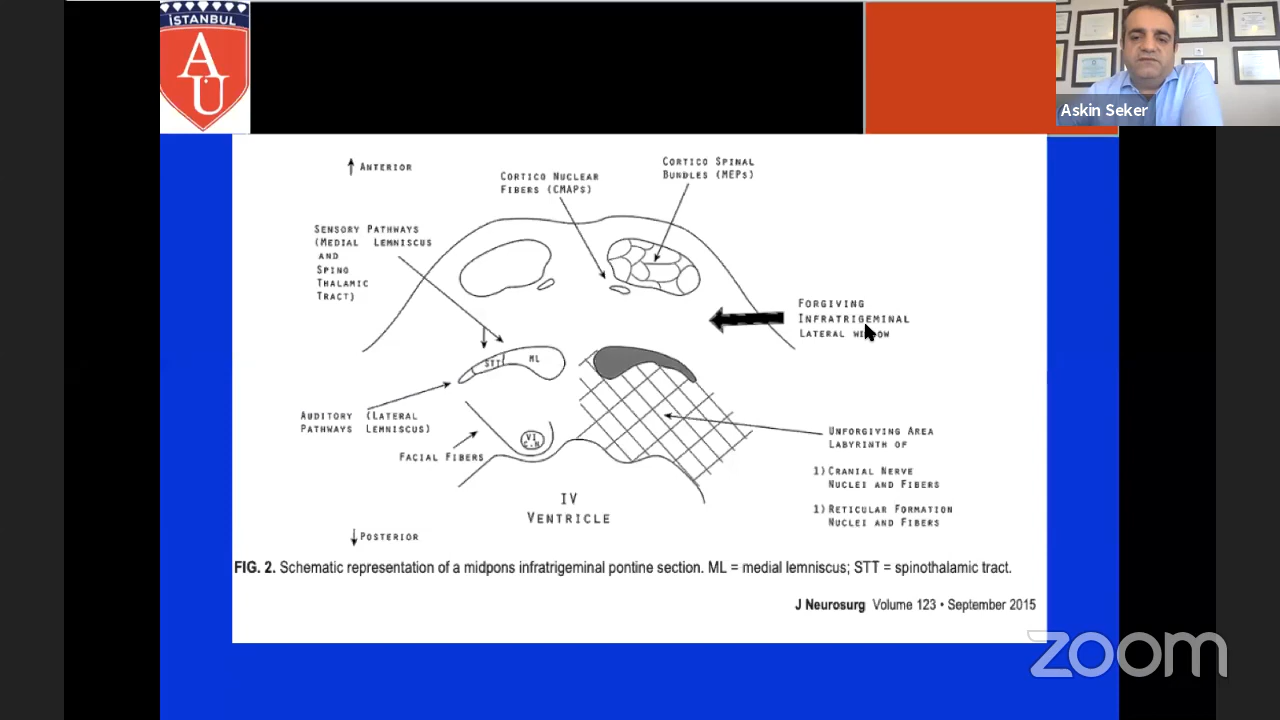 İSTANBUL
AU
Askin Seker
ANTERIOR
CORTICO NUCLEAR
FIBERS (CMAPS)
CORTICO SPINAL
BUNDLES (MEPS)
SENSORY PATHWAYS
(MEDIAL LEMNISCUS
AND
SPINO
THALAMIC
TRACT)
FORGIVING
INFRATRIGEMINAL
LATERAL WINDOW
STT
ML
AUDITORY (LATERAL
PATHWAYS LEMNISCUS)
FACIAL FIBERS
VI
C.N
UNFORGIVING AREA
LABYRINTH OF
1) CRANIAL NERVE
NUCLEI AND FIBERS
1) RETICULAR FORMATION
NUCLEI AND FIBERS
IV
VENTRICLE
POSTERIOR
FIG. 2. Schematic representation of a midpons infratrigeminal pontine section. ML = medial lemniscus; STT = spinothalamic tract.
J Neurosurg Volume 123 • September 2015
zoom